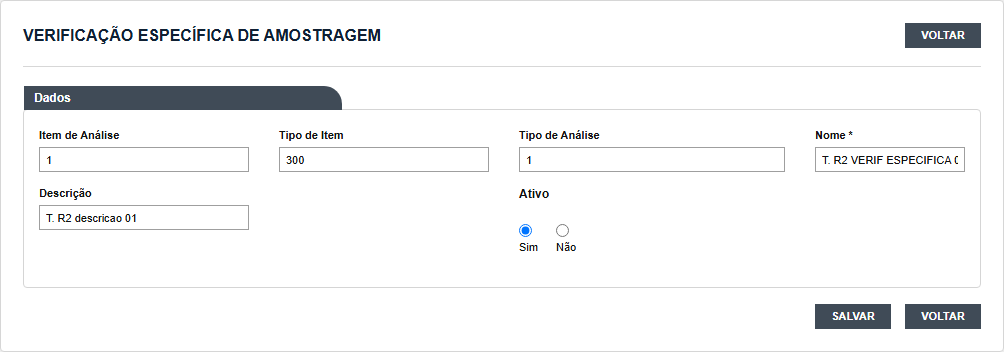 VERIFICAÇÃO ESPECÍFICA DE AMOSTRAGEM
VOLTAR
Dados
Item de Análise
Tipo de Item
Tipo de Análise
Nome *
1
300
1
T. R2 VERIF ESPECIFICA
Descrição
Ativo
T. R2 descricao 01
Sim
Não
SALVAR
VOLTAR